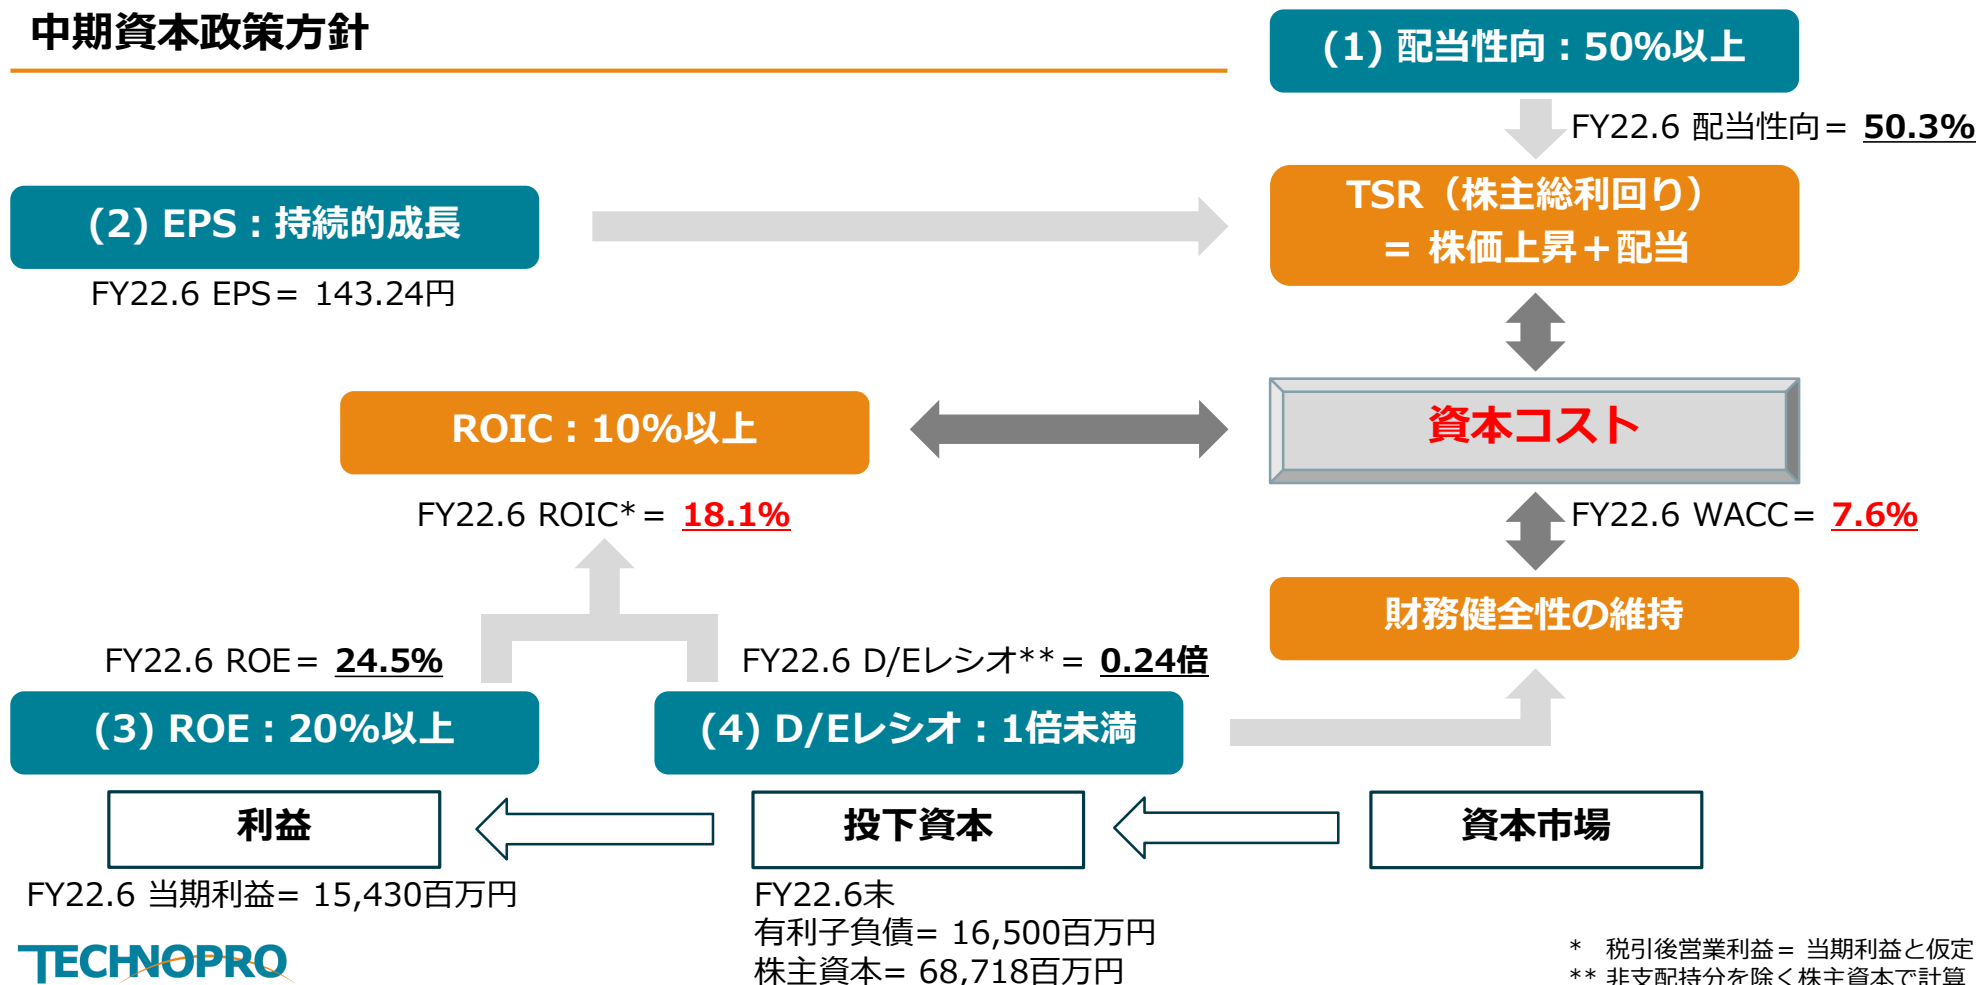 中期資本政策方針
(1) 配当性向：50%以上
FY22.6 配当性向＝ 50.3%
(2) EPS：持続的成長
FY22.6 EPS＝ 143.24円
TSR（株主総利回り）
＝ 株価上昇＋配当
ROIC：10%以上
FY22.6 ROIC*＝ 18.1%
資本コスト
FY22.6 WACC＝ 7.6%
財務健全性の維持
FY22.6 ROE＝ 24.5%
(3) ROE：20%以上
FY22.6 D/Eレシオ**＝ 0.24倍
(4) D/Eレシオ：1倍未満
利益
投下資本
資本市場
FY22.6 当期利益= 15,430百万円
FY22.6末
有利子負債= 16,500百万円
株主資本= 68,718百万円
TECHNOPRO
* 税引後営業利益＝ 当期利益と仮定
** 非支配持分を除く株主資本で計算